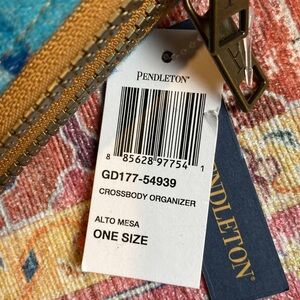 PENDLETON®
8 85628 97754 1
GD177-54939
CROSSBODY ORGANIZER
ALTO MESA
ONE SIZE
PENDLETON®